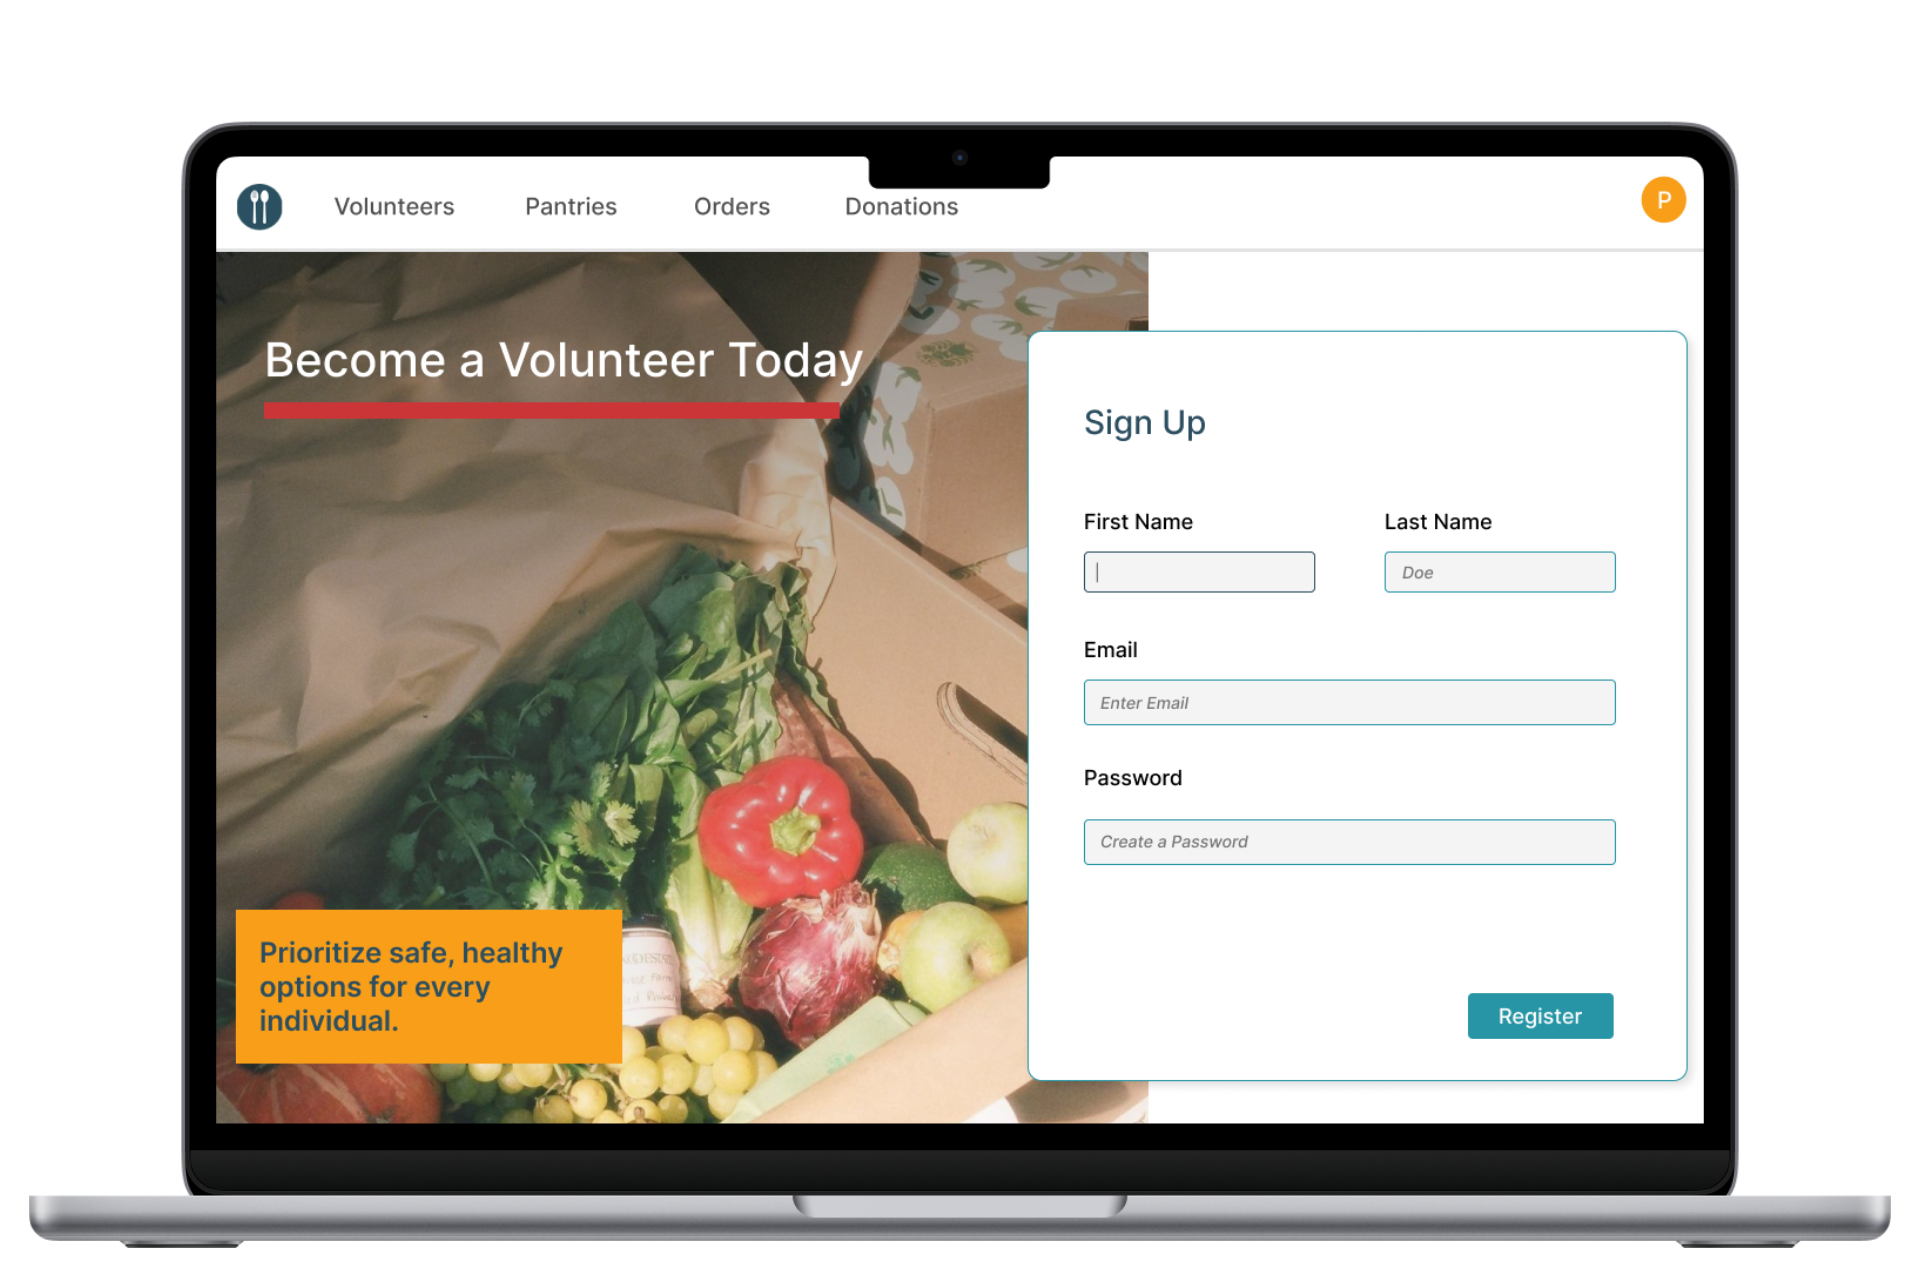 Volunteers Pantries Orders Donations P
Become a Volunteer Today
Prioritize safe, healthy
options for every
individual.
Sign Up
First Name Last Name
Doe
Email
Enter Email
Password
Create a Password
Register